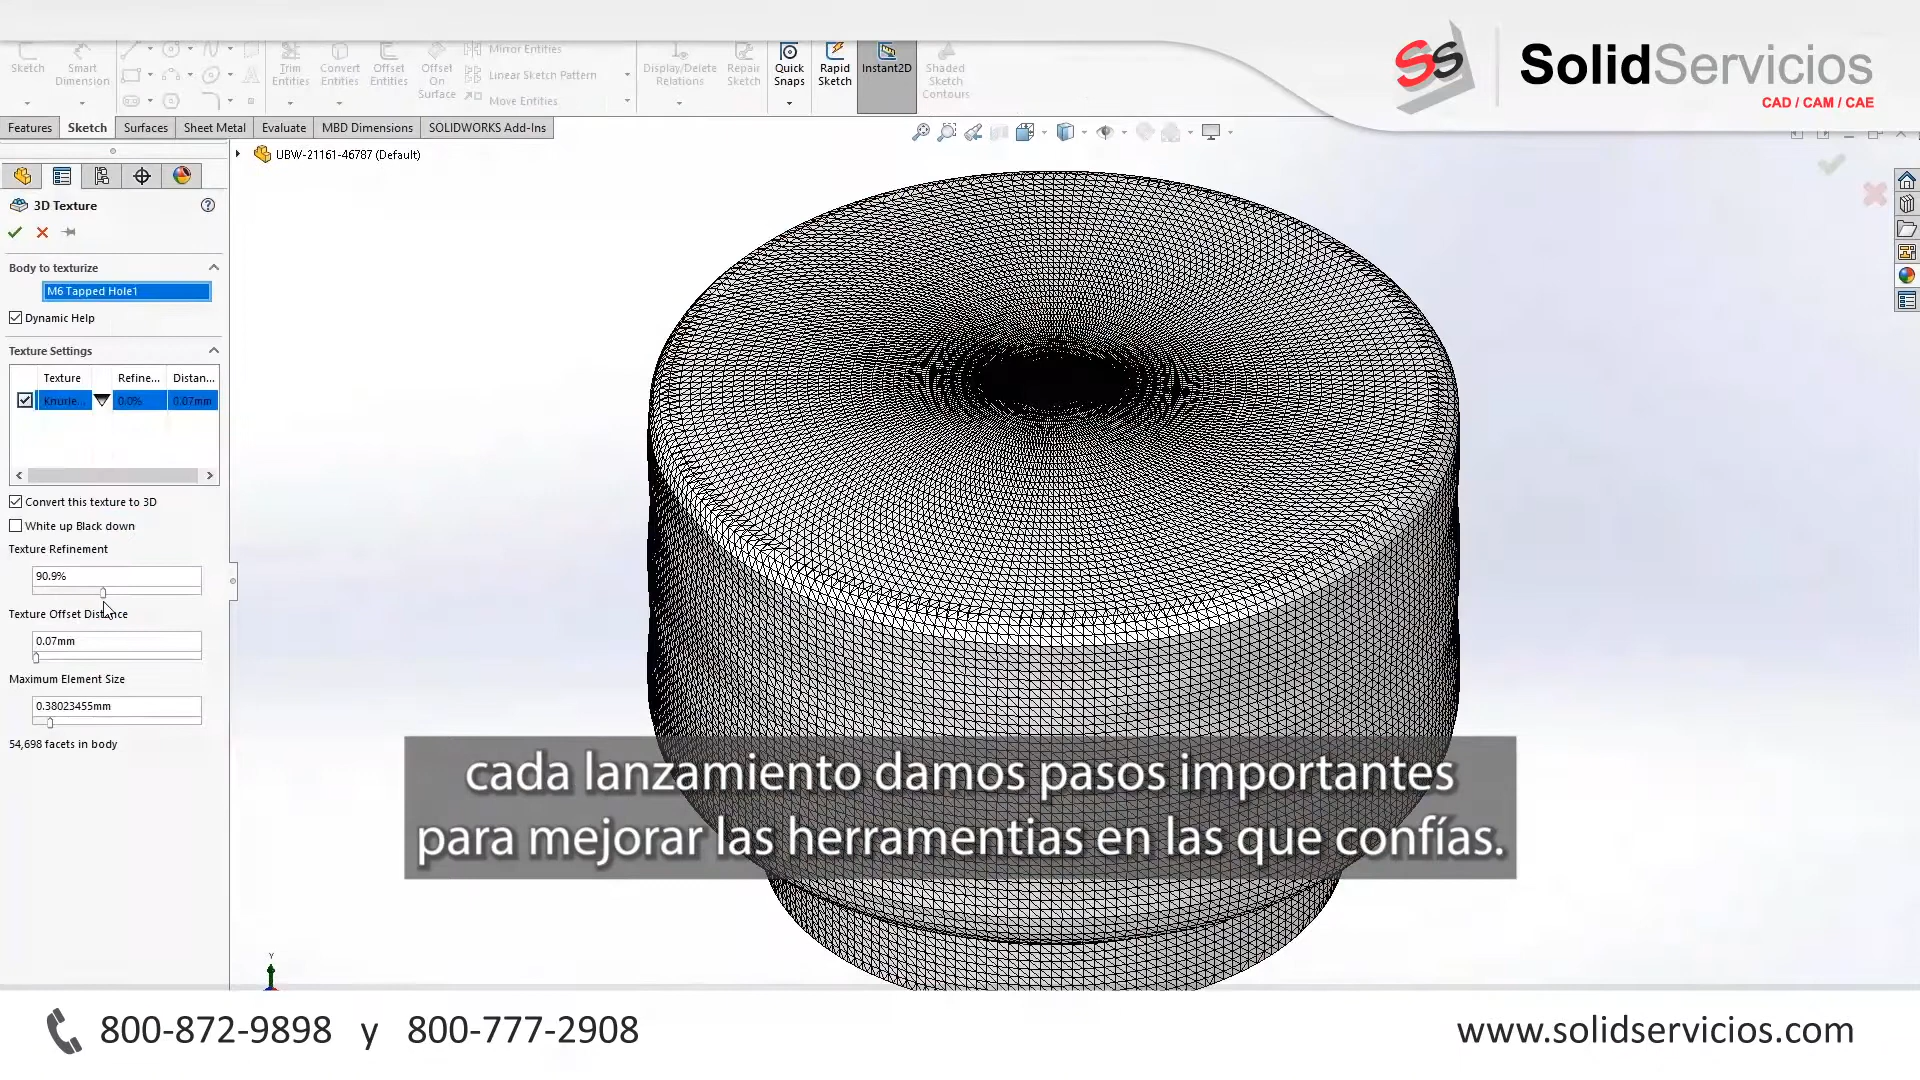 Sketch
Smart Dimension
Trim Entities
Convert Entities
Offset Entities
Offset On Surface
Mirror Entities
Linear Sketch Pattern
Move Entities
Display/Delete Relations
Repair Sketch
Quick Snaps
Rapid Sketch
Instant2D
Shaded Sketch Contours
SS
SolidServicios
CAD / CAM / CAE
Features
Sketch
Surfaces
Sheet Metal
Evaluate
MBD Dimensions
SOLIDWORKS Add-Ins
UBW-21161-46787 (Default)
3D Texture
Body to texturize
M6 Tapped Hole1
Dynamic Help
Texture Settings
Texture Refine... Distan...
Knurle... 0.0% 0.07mm
Convert this texture to 3D
White up Black down
Texture Refinement
90.9%
Texture Offset Distance
0.07mm
Maximum Element Size
0.38023455mm
54,698 facets in body
Y
cada lanzamiento damos pasos importantes
para mejorar las herramentias en las que confías.
800-872-9898 y 800-777-2908
www.solidservicios.com